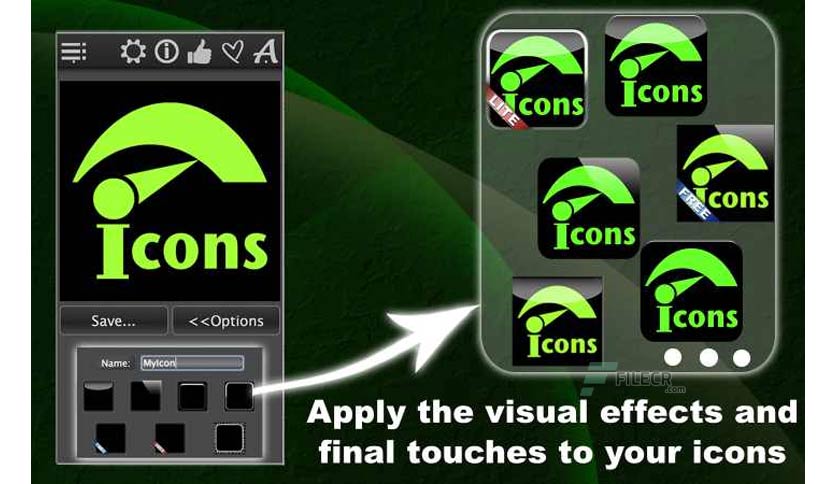 icons
Save...
<<Options
Name: MyIcon
icons
LITE
icons
icons
FREE
icons
icons
icons
FILECR
.com
Apply the visual effects and
final touches to your icons